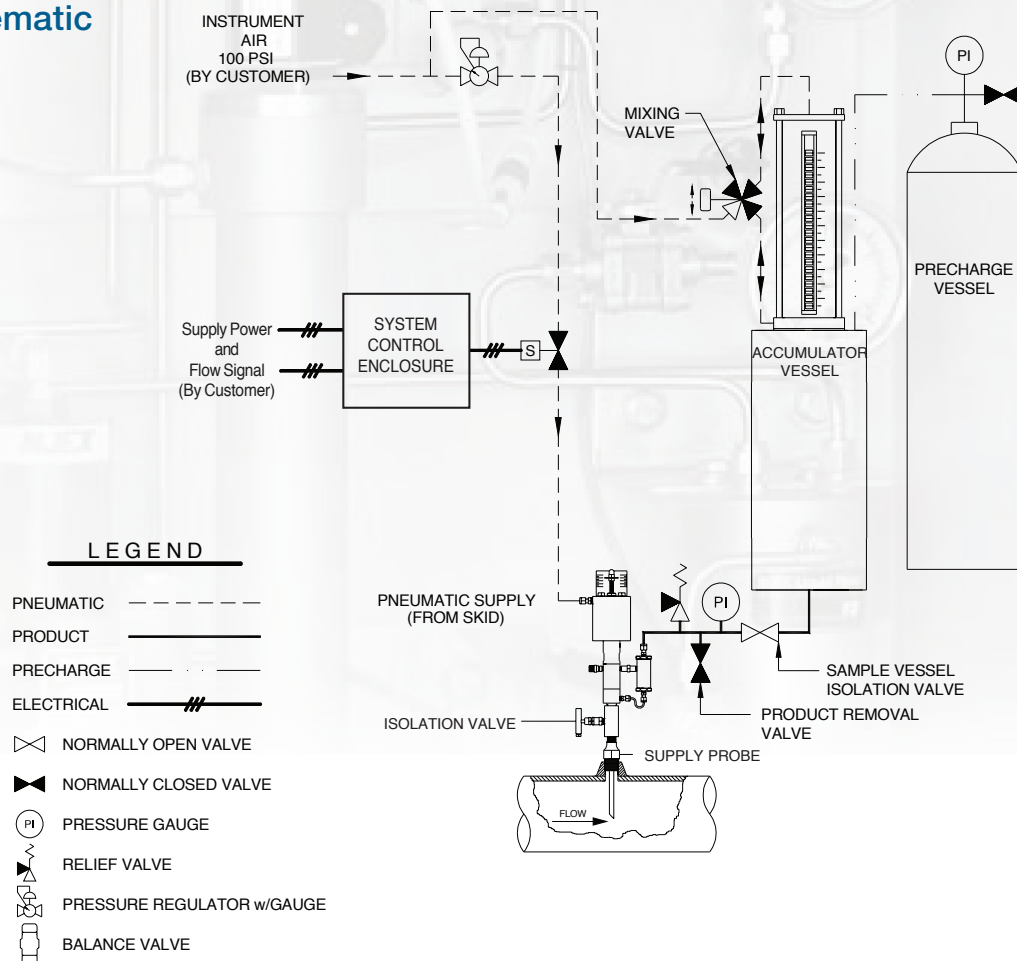 ematic
INSTRUMENT
AIR
100 PSI
(BY CUSTOMER)
MIXING
VALVE
PI
PRECHARGE
VESSEL
Supply Power
and
Flow Signal
(By Customer)
SYSTEM
CONTROL
ENCLOSURE
S
ACCUMULATOR
VESSEL
PNEUMATIC SUPPLY
(FROM SKID)
PI
SAMPLE VESSEL
ISOLATION VALVE
PRODUCT REMOVAL
VALVE
ISOLATION VALVE
SUPPLY PROBE
FLOW
LEGEND
PNEUMATIC
PRODUCT
PRECHARGE
ELECTRICAL
NORMALLY OPEN VALVE
NORMALLY CLOSED VALVE
PI PRESSURE GAUGE
RELIEF VALVE
PRESSURE REGULATOR w/GAUGE
BALANCE VALVE